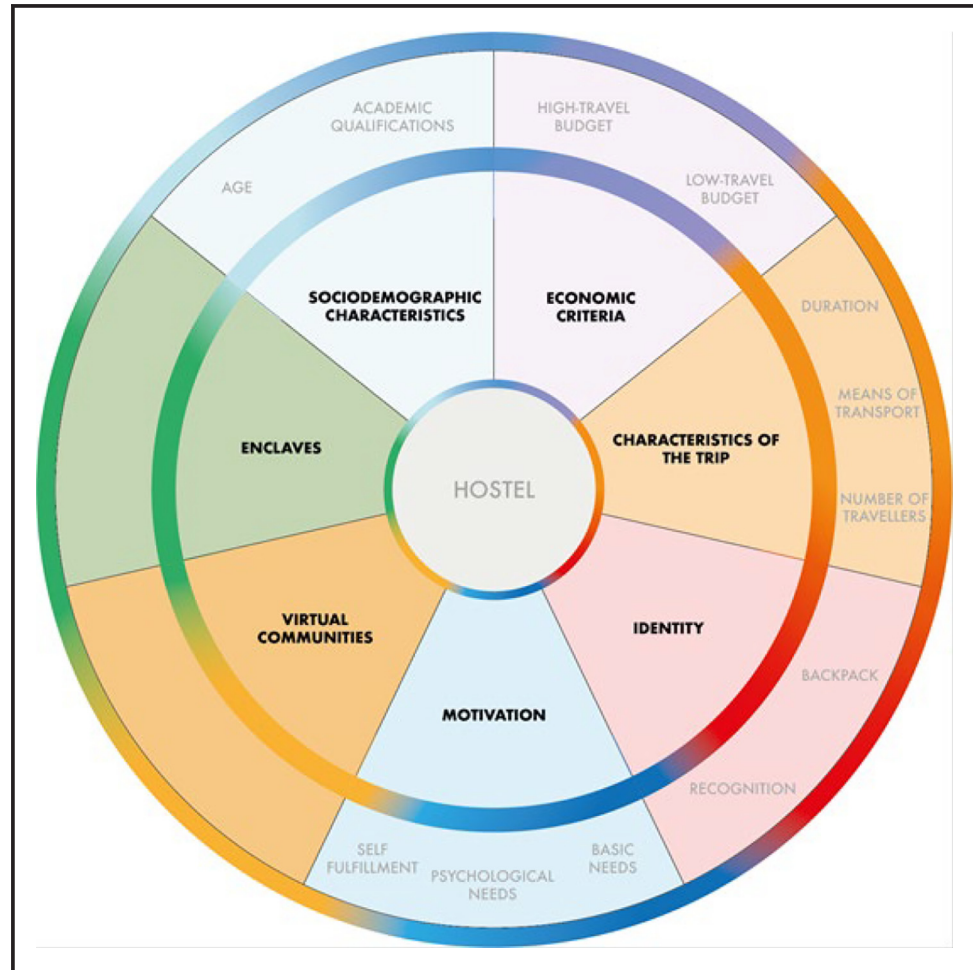 ACADEMIC
QUALIFICATIONS
HIGH-TRAVEL
BUDGET
AGE
LOW-TRAVEL
BUDGET
SOCIODEMOGRAPHIC
CHARACTERISTICS
ECONOMIC
CRITERIA
DURATION
MEANS OF
TRANSPORT
ENCLAVES
CHARACTERISTICS OF
THE TRIP
HOSTEL
NUMBER OF
TRAVELLERS
VIRTUAL
COMMUNITIES
IDENTITY
BACKPACK
MOTIVATION
RECOGNITION
SELF
FULFILLMENT
PSYCHOLOGICAL
NEEDS
BASIC
NEEDS